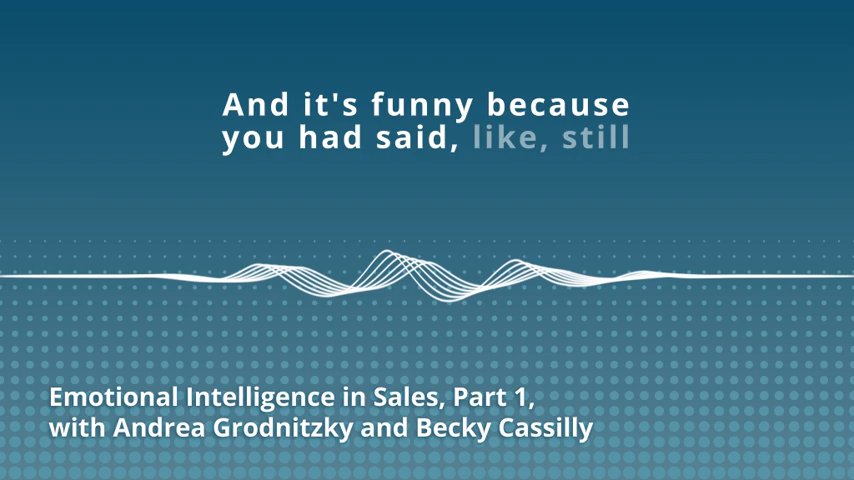 And it's funny because
you had said, like, still
Emotional Intelligence in Sales, Part 1,
with Andrea Grodnitzky and Becky Cassilly